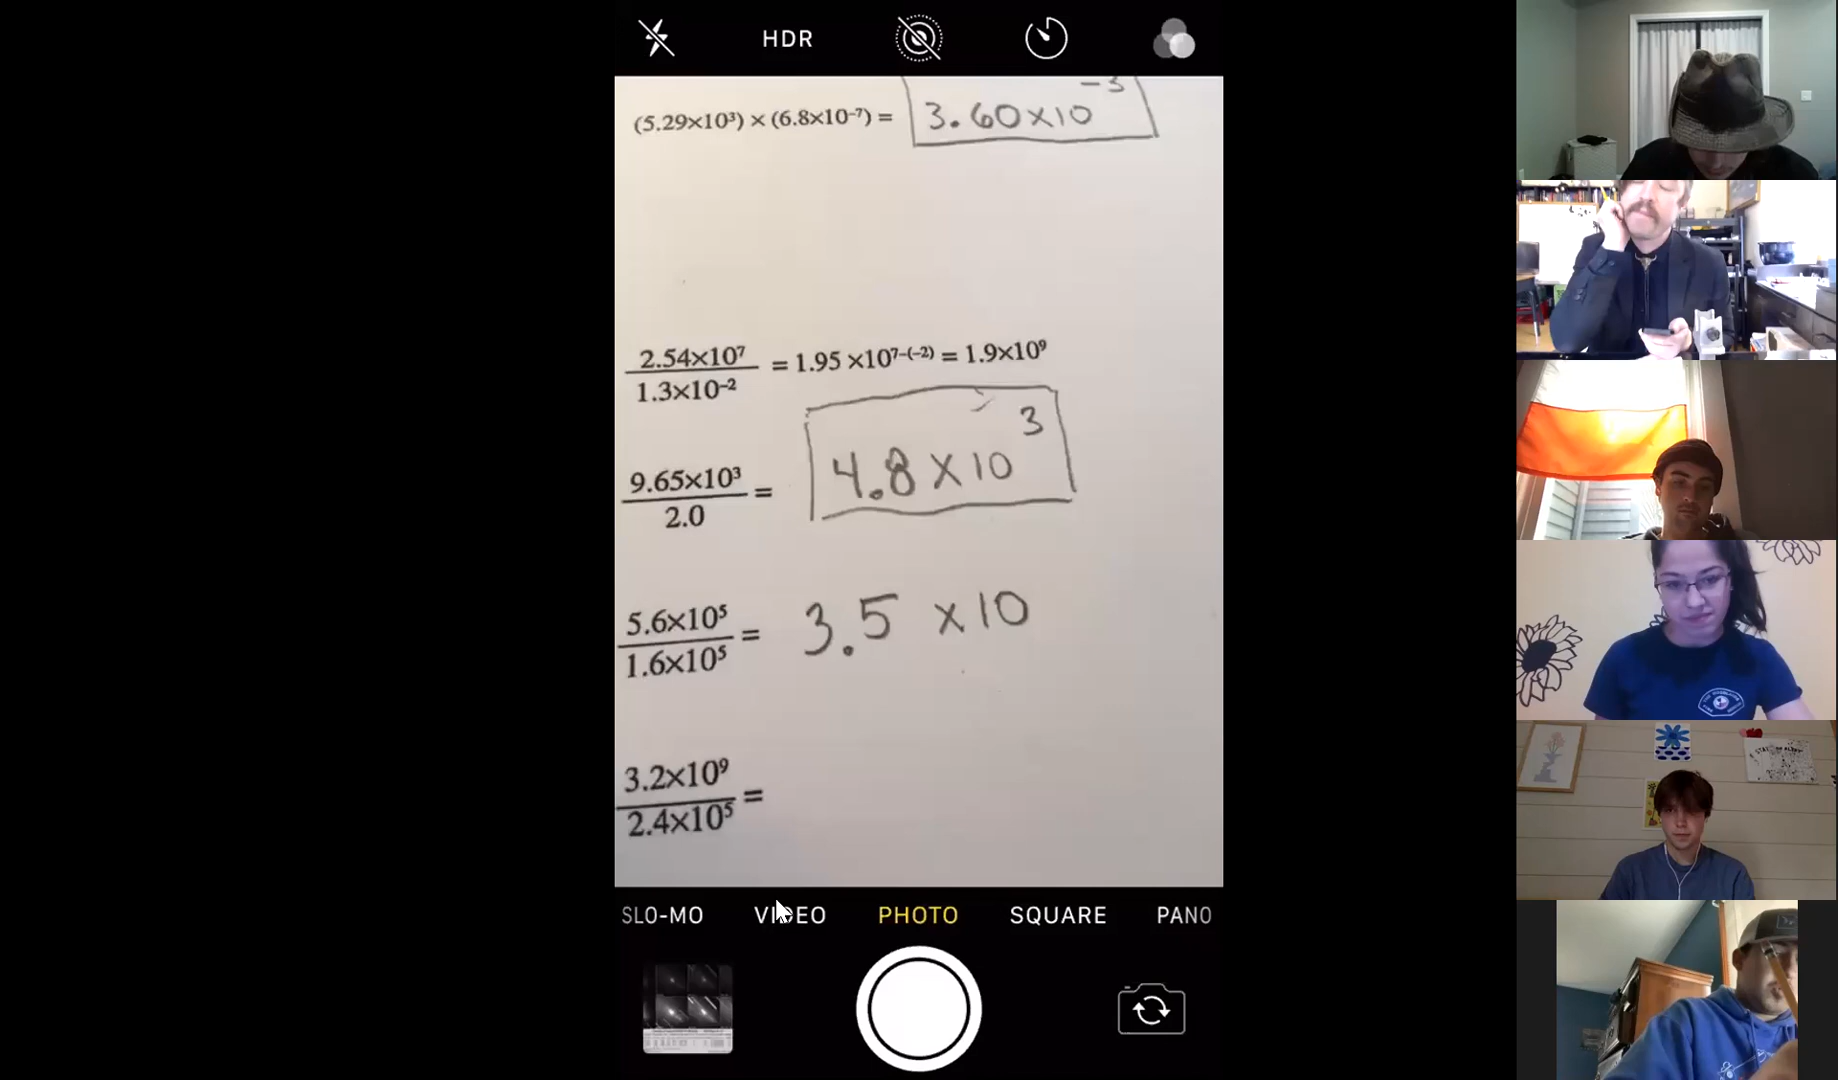 HDR
(5.29×10³) × (6.8×10⁻⁷) = 3.60×10⁻³
2.54×10⁷
1.3×10⁻²
= 1.95 ×10⁷⁻⁽⁻²⁾ = 1.9×10⁹
9.65×10³
2.0
= 4.8 × 10³
5.6×10⁵
1.6×10⁵
= 3.5 × 10
3.2×10⁹
2.4×10⁵
=
SLO-MO VIDEO PHOTO SQUARE PANO